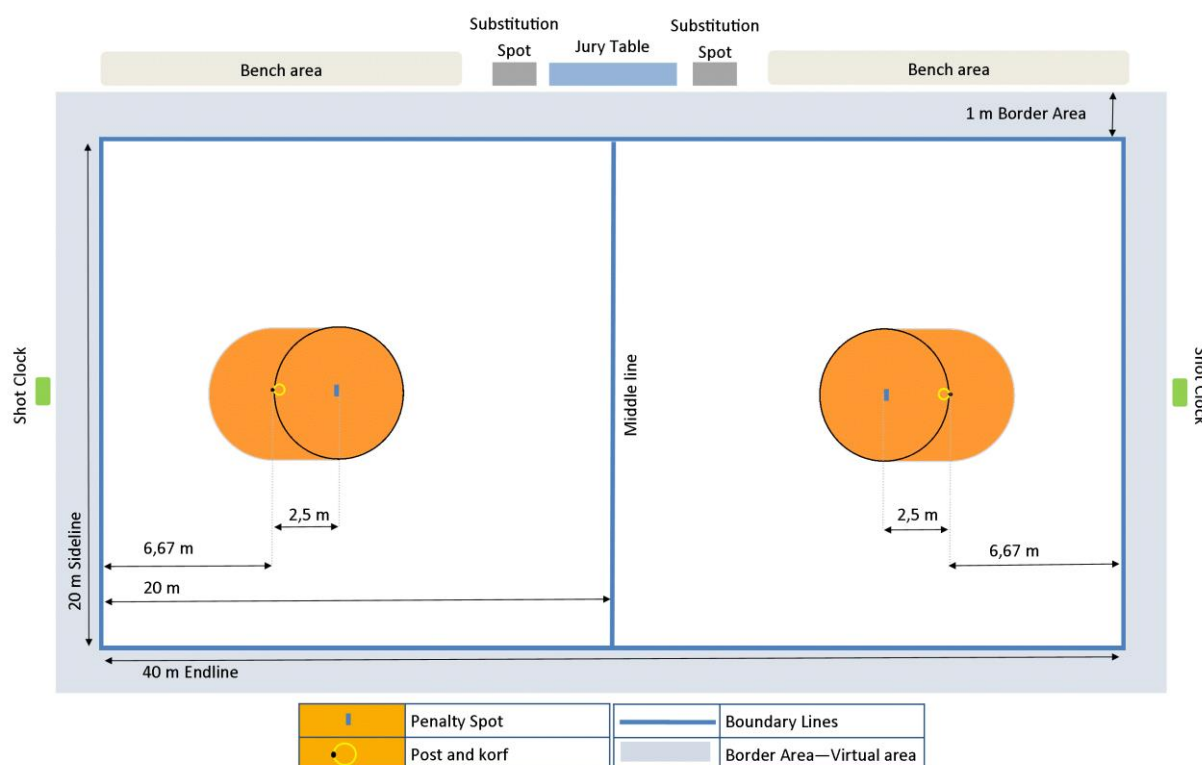 Substitution
Spot
Jury Table
Substitution
Spot
Bench area
Bench area
1 m Border Area
Shot Clock
20 m Sideline
Middle line
Shot Clock
2,5 m
2,5 m
6,67 m
6,67 m
20 m
40 m Endline
Penalty Spot
Boundary Lines
Post and korf
Border Area—Virtual area